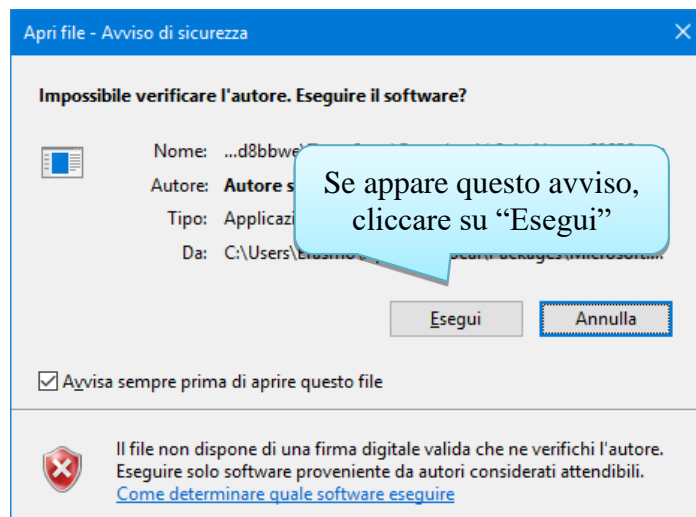 Apri file - Avviso di sicurezza
Impossibile verificare l'autore. Eseguire il software?
Nome: ...d8bbwe
Autore: Autore s
Tipo: Applicazi
Da: C:\Users\
Se appare questo avviso,
cliccare su “Esegui”
Esegui Annulla
Avvisa sempre prima di aprire questo file
Il file non dispone di una firma digitale valida che ne verifichi l'autore.
Eseguire solo software proveniente da autori considerati attendibili.
Come determinare quale software eseguire